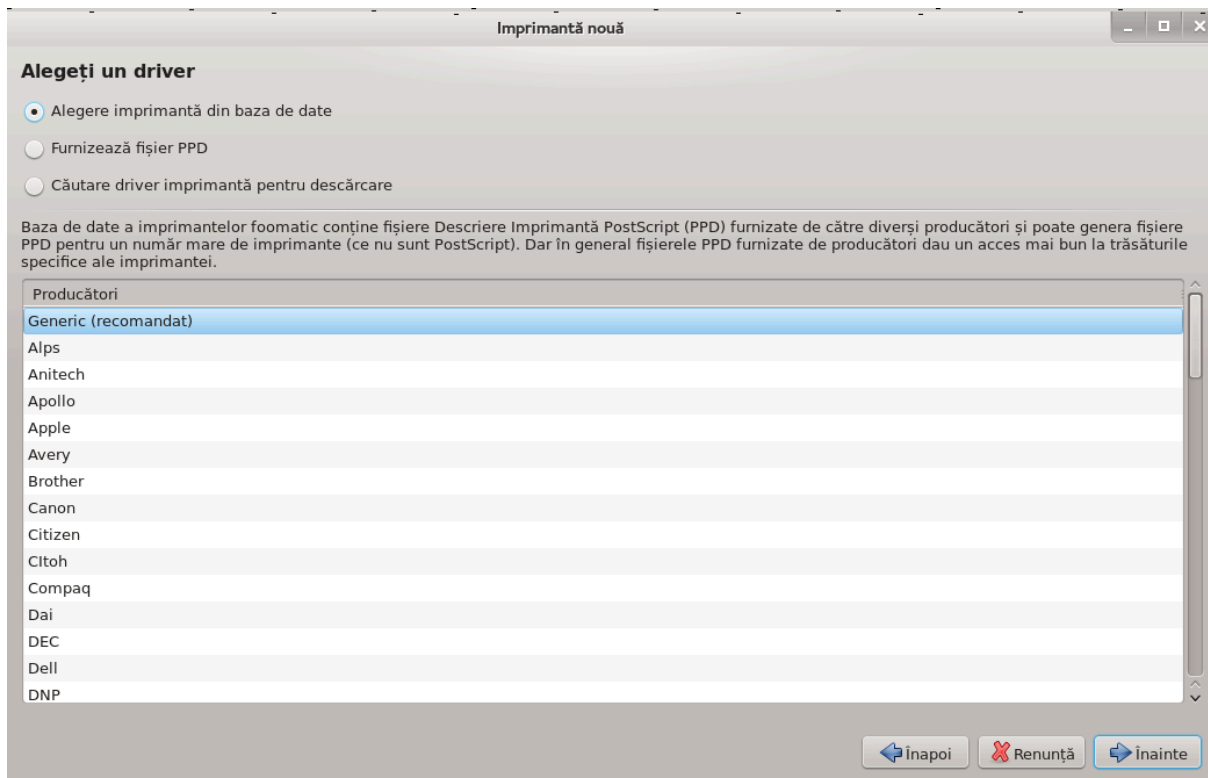 Imprimantă nouă
Alegeți un driver
Alegere imprimantă din baza de date
Furnizează fișier PPD
Căutare driver imprimantă pentru descărcare
Baza de date a imprimantelor foomatic conține fișiere Descriere Imprimantă PostScript (PPD) furnizate de către diverși producători și poate genera fișiere
PPD pentru un număr mare de imprimante (ce nu sunt PostScript). Dar în general fișierele PPD furnizate de producători dau un acces mai bun la trăsăturile
specifice ale imprimantei.
Producători
Generic (recomandat)
Alps
Anitech
Apollo
Apple
Avery
Brother
Canon
Citizen
CItoh
Compaq
Dai
DEC
Dell
DNP
Înapoi
Renunță
Înainte